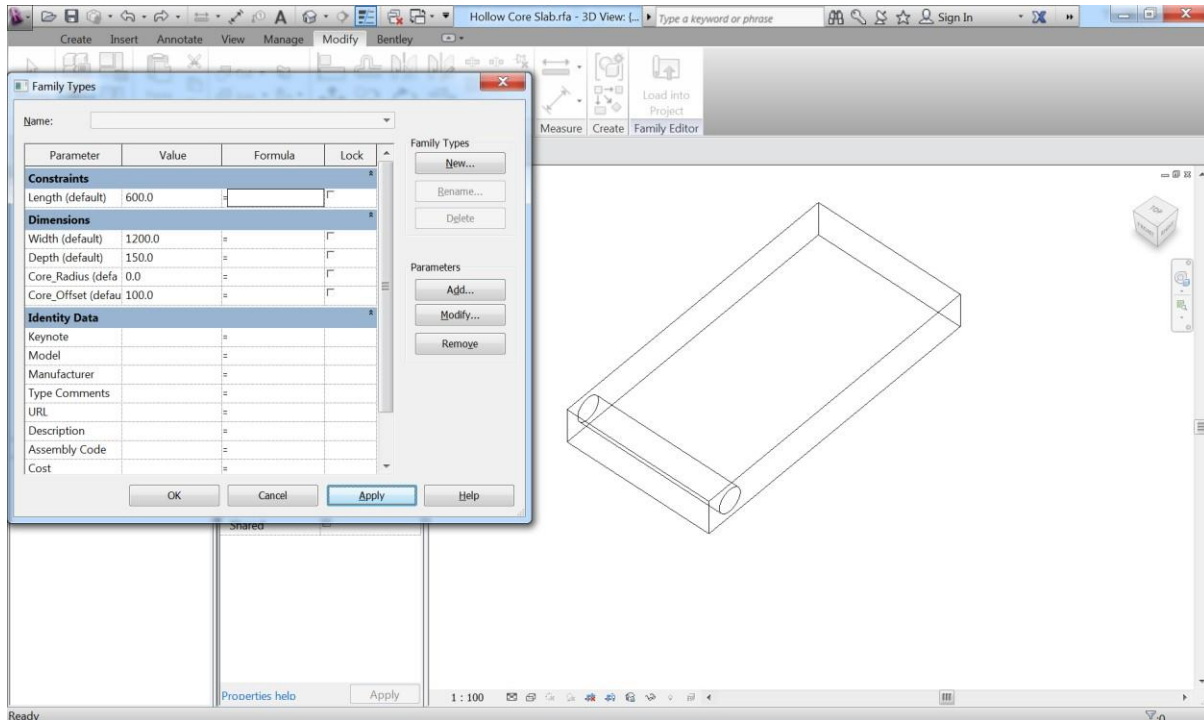 Hollow Core Slab.rfa - 3D View: {...
Type a keyword or phrase
Sign In
Create Insert Annotate View Manage Modify Bentley
Load into
Project
Measure Create Family Editor
Family Types
Name:
Parameter Value Formula Lock
Constraints
Length (default) 600.0 =
Dimensions
Width (default) 1200.0 =
Depth (default) 150.0 =
Core_Radius (defa 0.0 =
Core_Offset (defau 100.0 =
Identity Data
Keynote =
Model =
Manufacturer =
Type Comments =
URL =
Description =
Assembly Code =
Cost =
Family Types
New...
Rename...
Delete
Parameters
Add...
Modify...
Remove
OK Cancel Apply Help
TOP
Shared
Properties help Apply
1 : 100
Ready
:0